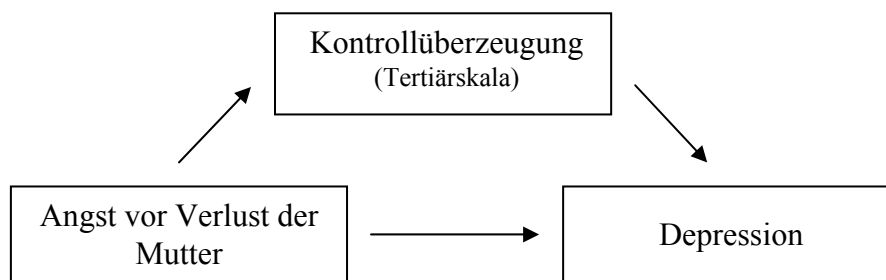 Kontrollüberzeugung
(Tertiärskala)
Angst vor Verlust der
Mutter
Depression